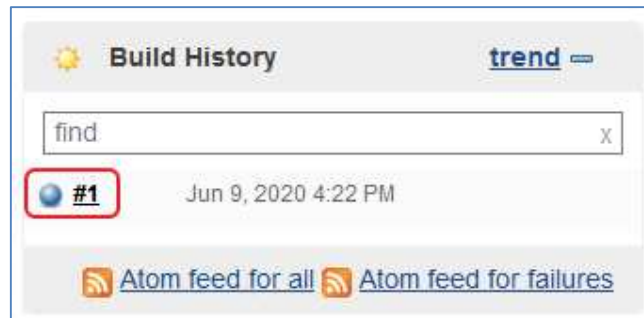 Build History trend
find x
#1 Jun 9, 2020 4:22 PM
Atom feed for all Atom feed for failures